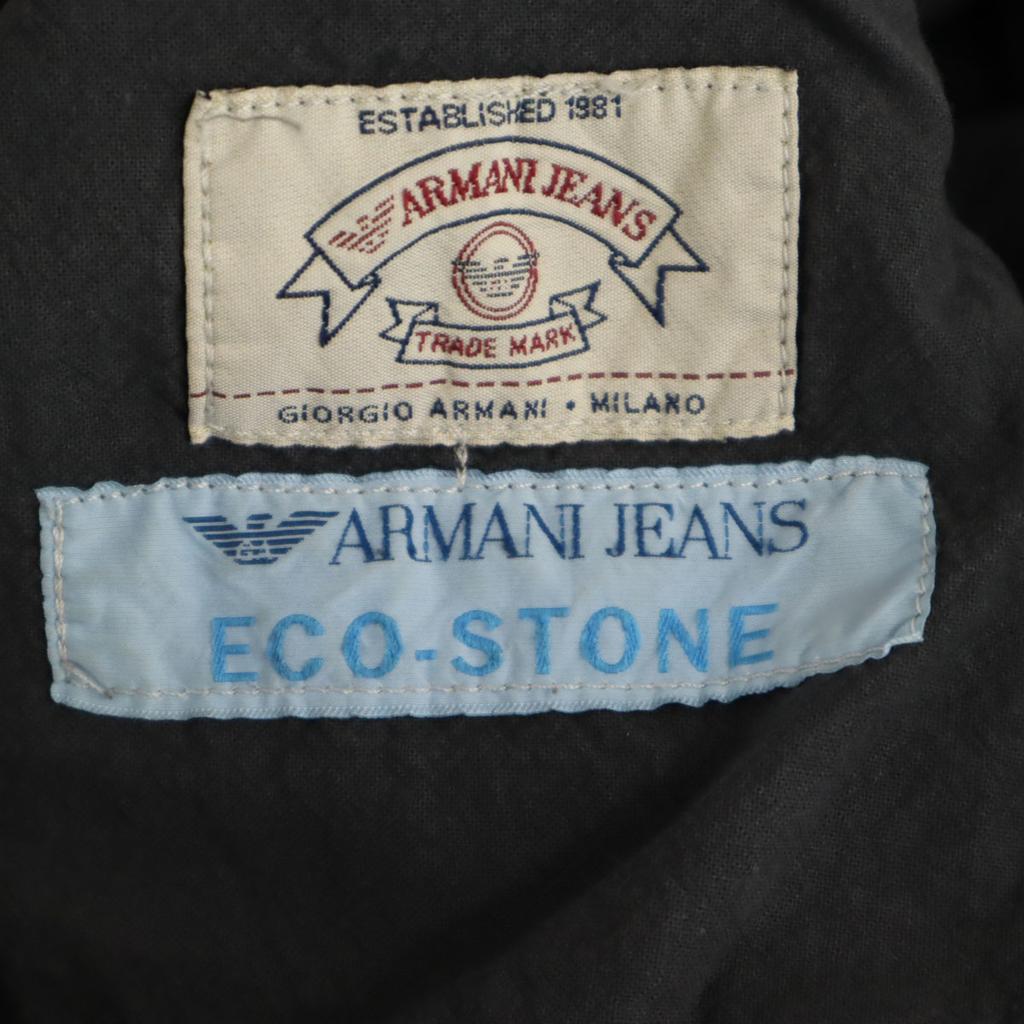 ESTABLISHED 1981
ARMANI JEANS
TRADE MARK
GIORGIO ARMANI • MILANO
ARMANI JEANS
ECO-STONE